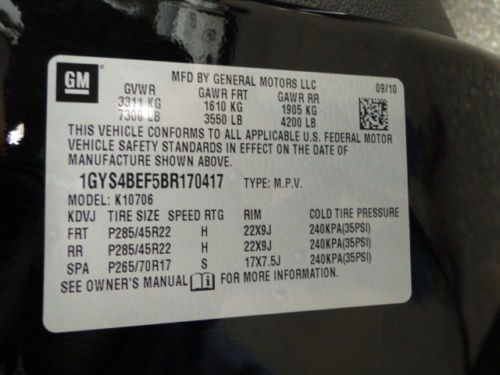 GM
MFD BY GENERAL MOTORS LLC
09/10
GVWR GAWR FRT GAWR RR
3311 KG 1610 KG 1905 KG
7300 LB 3550 LB 4200 LB
THIS VEHICLE CONFORMS TO ALL APPLICABLE U.S. FEDERAL MOTOR
VEHICLE SAFETY STANDARDS IN EFFECT ON THE DATE OF
MANUFACTURE SHOWN ABOVE.
1GYS4BEF5BR170417 TYPE: M.P.V.
MODEL: K10706
KDVJ TIRE SIZE SPEED RTG RIM COLD TIRE PRESSURE
FRT P285/45R22 H 22X9J 240KPA(35PSI)
RR P285/45R22 H 22X9J 240KPA(35PSI)
SPA P265/70R17 S 17X7.5J 240KPA(35PSI)
SEE OWNER'S MANUAL FOR MORE INFORMATION.